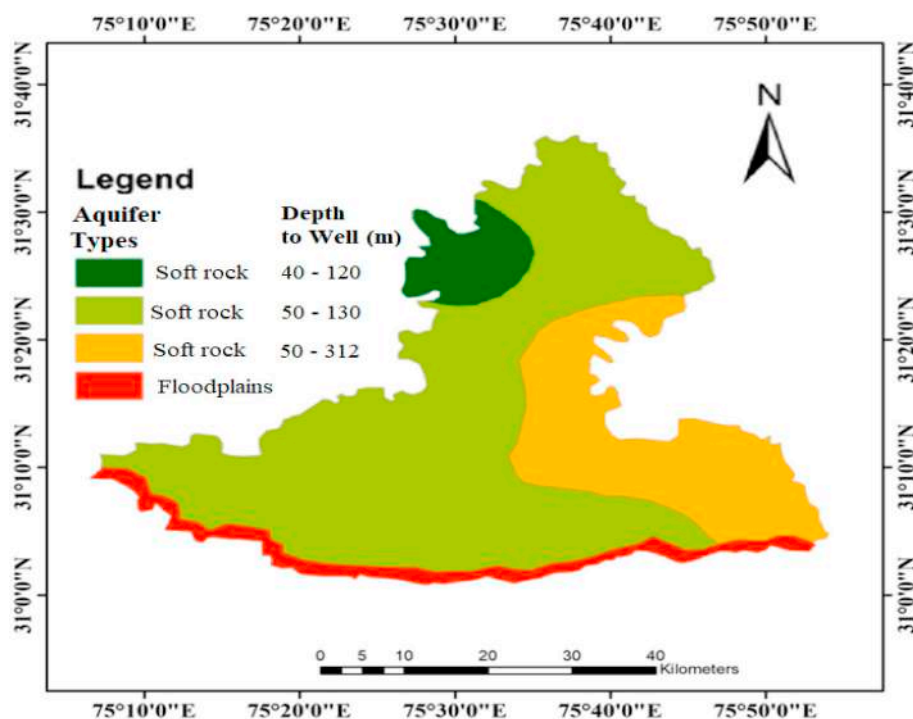 75°10'0"E 75°20'0"E 75°30'0"E 75°40'0"E 75°50'0"E
31°40'0"N 31°40'0"N
N
Legend
31°30'0"N 31°30'0"N
Aquifer Types Depth to Well (m)
Soft rock 40 - 120
Soft rock 50 - 130
31°20'0"N 31°20'0"N
Soft rock 50 - 312
Floodplains
31°10'0"N 31°10'0"N
31°0'0"N 31°0'0"N
0 5 10 20 30 40
Kilometers
75°10'0"E 75°20'0"E 75°30'0"E 75°40'0"E 75°50'0"E